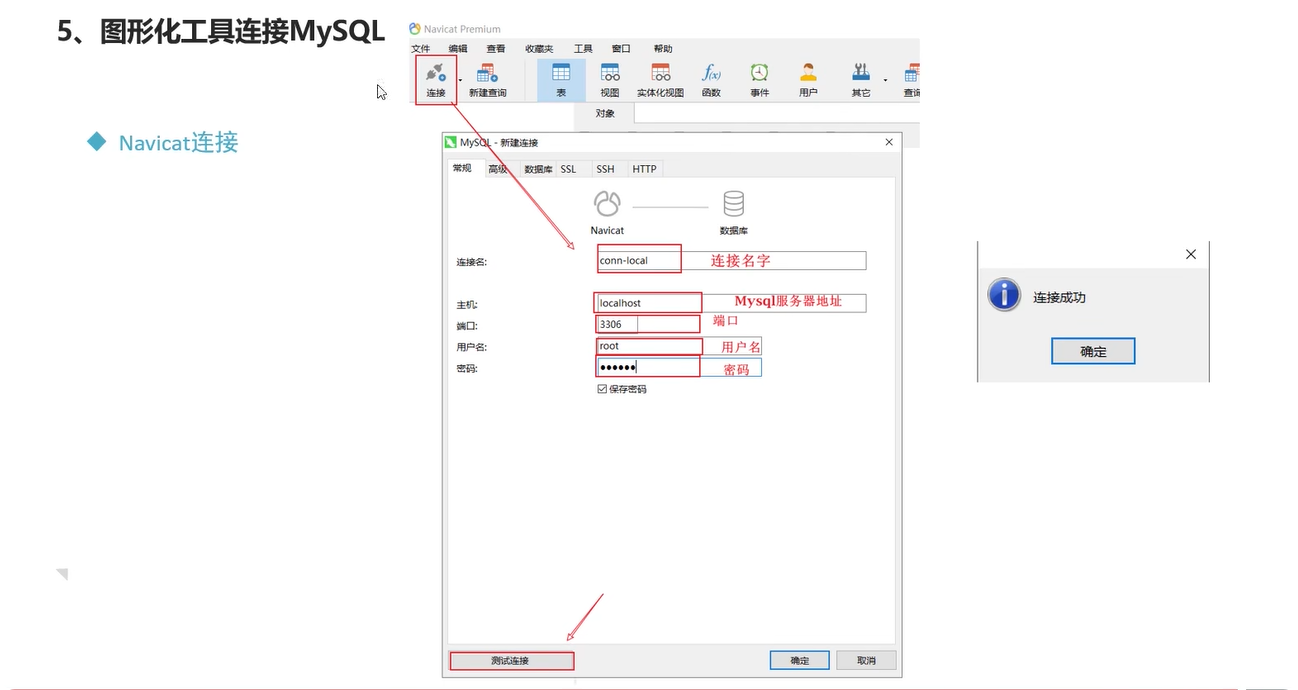 5、图形化工具连接MySQL
Navicat Premium
文件 编辑 查看 收藏夹 工具 窗口 帮助
连接 新建查询 表 视图 实体化视图 函数 事件 用户 其它 查询
对象
Navicat连接
MySQL - 新建连接
常规 高级 数据库 SSL SSH HTTP
Navicat 数据库
连接名: conn-local 连接名字
主机: localhost Mysql服务器地址
端口: 3306 端口
用户名: root 用户名
密码: ●●●●●● 密码
保存密码
测试连接 确定 取消
连接成功
确定